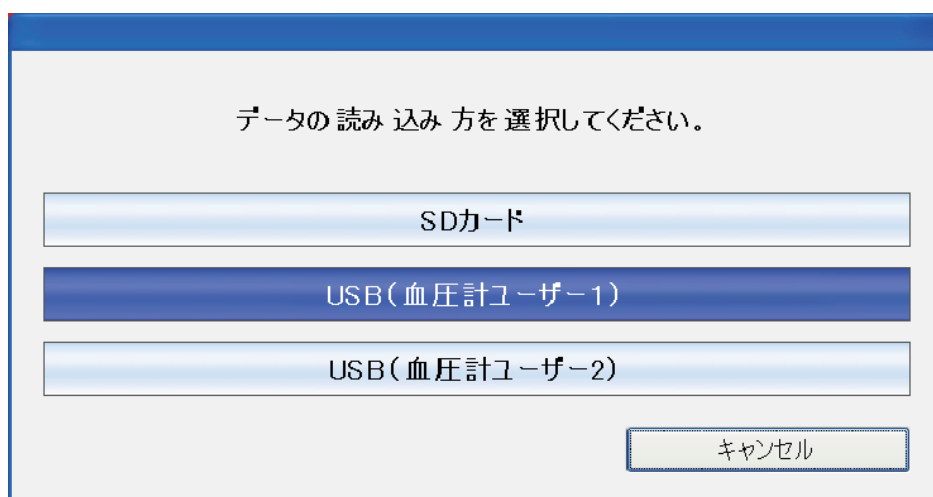 データの読み込み方を選択してください。
SDカード
USB(血圧計ユーザー1)
USB(血圧計ユーザー2)
キャンセル